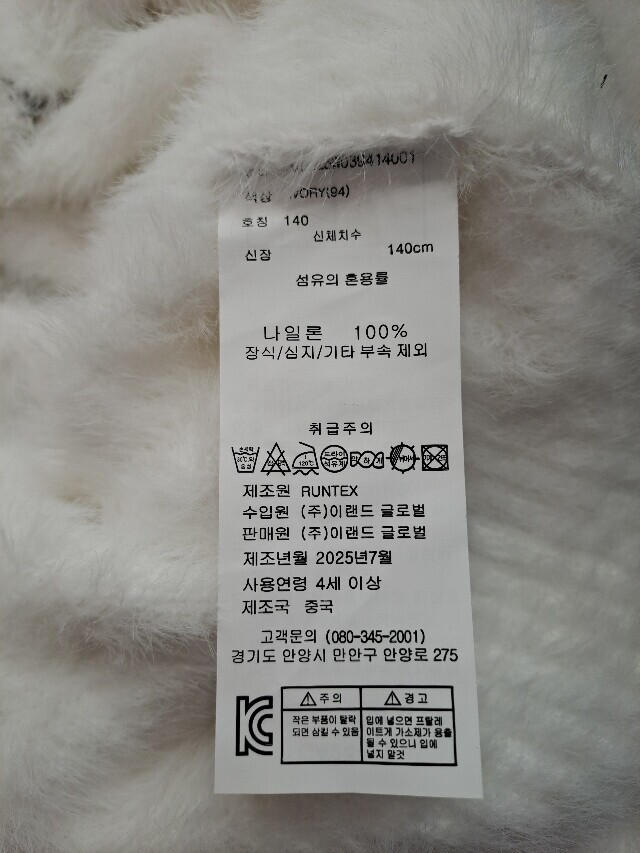 색상
호칭 140
신체치수
신장 140cm
섬유의 혼용률
나일론 100%
장식/심지/기타 부속 제외
취급주의
제조원 RUNTEX
수입원 (주)이랜드 글로벌
판매원 (주)이랜드 글로벌
제조년월 2025년7월
사용연령 4세 이상
제조국 중국
고객문의 (080-345-2001)
경기도 안양시 만안구 안양로 275
주의
작은 부품이 탈락
되면 삼킬 수 있음
경고
입에 넣으면 프탈레
이트계 가소제가 용출
될 수 있으니 입에
넣지 말것